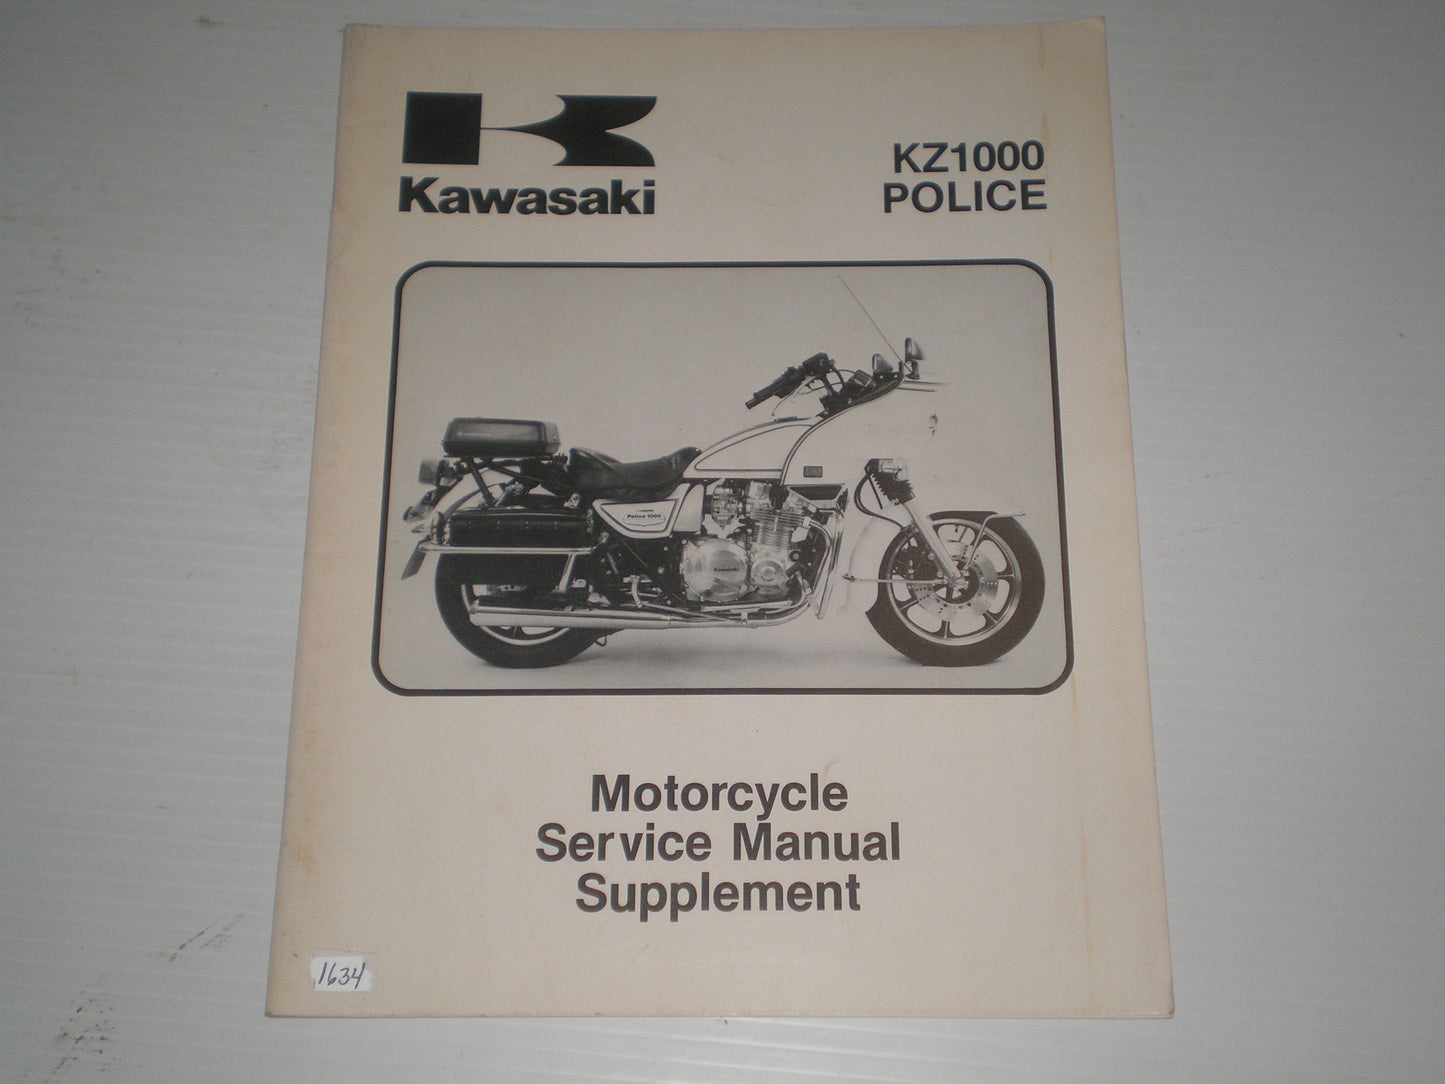 Kawasaki
KZ1000
POLICE
Police 1000
Kawasaki
Motorcycle
Service Manual
Supplement
1634